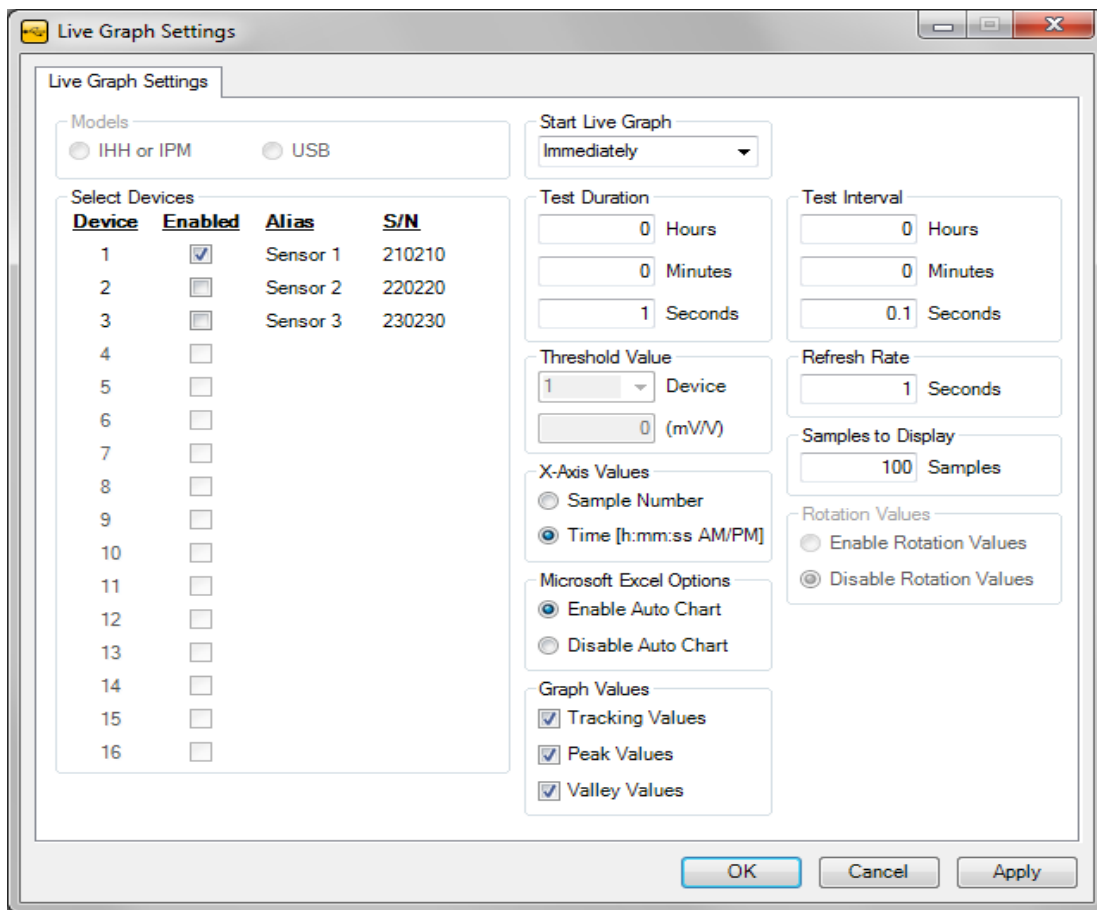 Live Graph Settings
Live Graph Settings
Models
IHH or IPM USB
Select Devices
Device Enabled Alias S/N
1 Sensor 1 210210
2 Sensor 2 220220
3 Sensor 3 230230
4
5
6
7
8
9
10
11
12
13
14
15
16
Start Live Graph
Immediately
Test Duration
0 Hours
0 Minutes
1 Seconds
Threshold Value
1 Device
0 (mV/V)
X-Axis Values
Sample Number
Time [h:mm:ss AM/PM]
Microsoft Excel Options
Enable Auto Chart
Disable Auto Chart
Graph Values
Tracking Values
Peak Values
Valley Values
Test Interval
0 Hours
0 Minutes
0.1 Seconds
Refresh Rate
1 Seconds
Samples to Display
100 Samples
Rotation Values
Enable Rotation Values
Disable Rotation Values
OK Cancel Apply